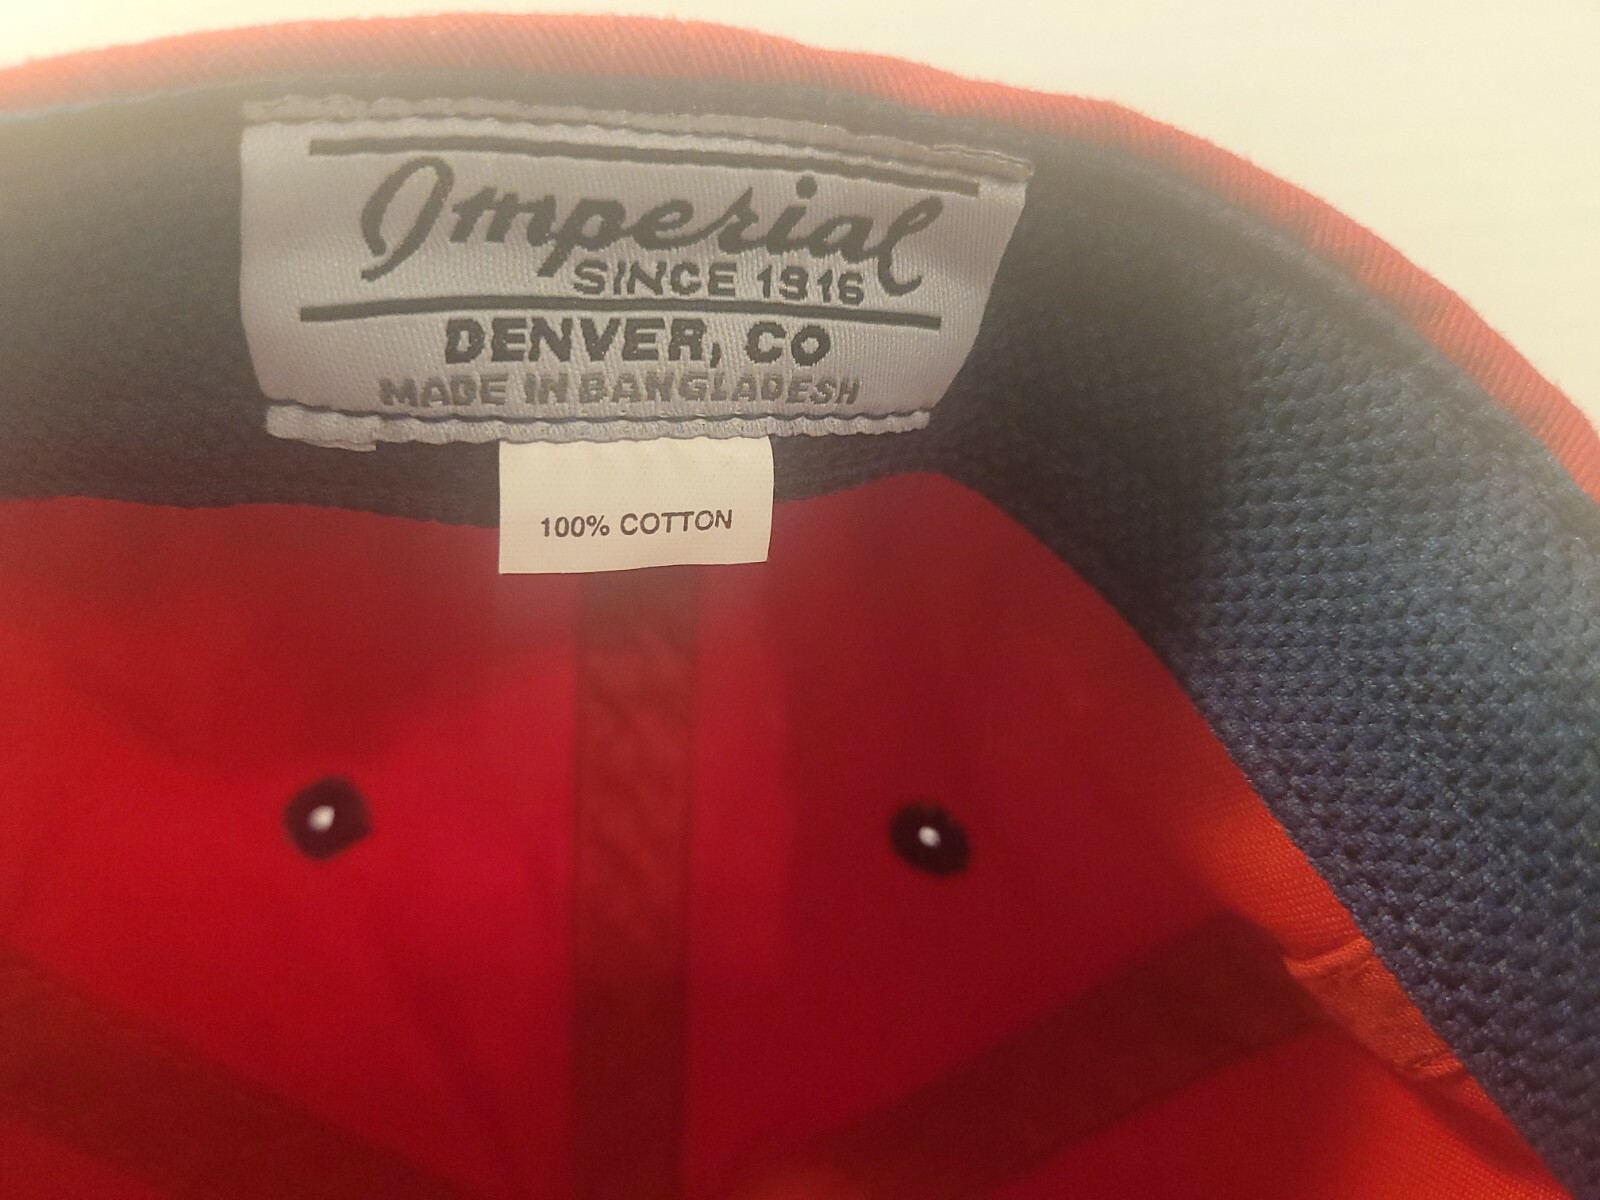 Imperial
SINCE 1916
DENVER, CO
MADE IN BANGLADESH
100% COTTON